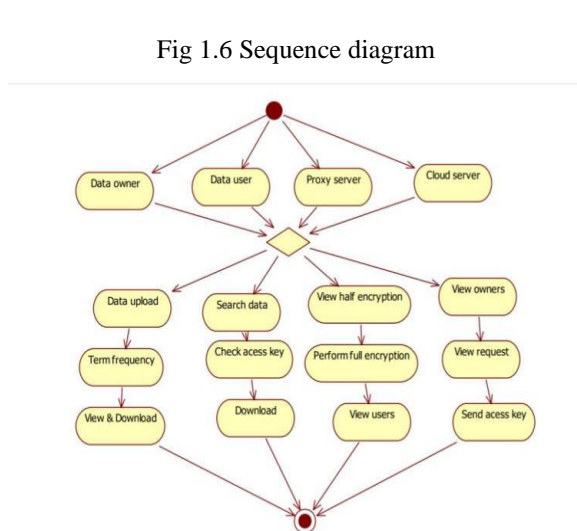 Fig 1.6 Sequence diagram
Data owner
Data user
Proxy server
Cloud server
Data upload
Search data
View half encryption
View owners
Term frequency
Check acess key
Perform full encryption
View request
View & Download
Download
View users
Send acess key